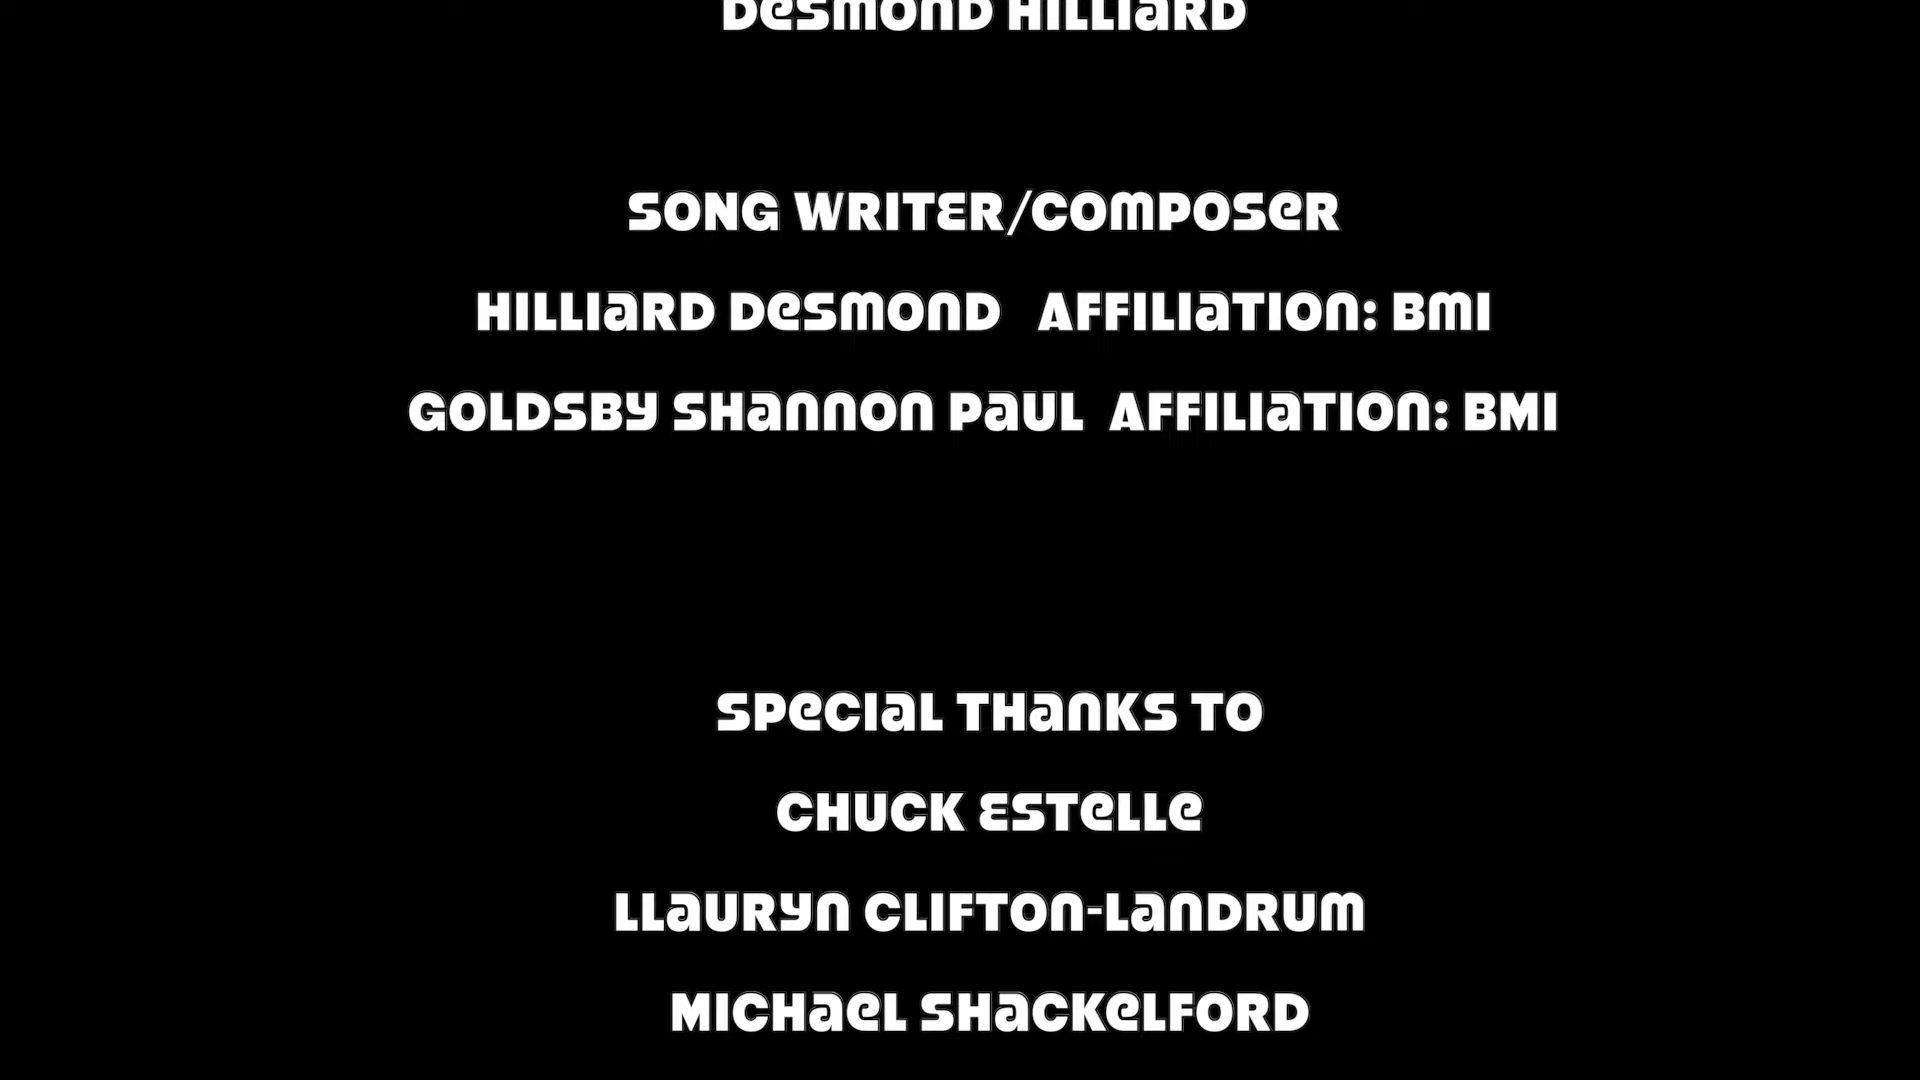 Desmond Hilliard
Song Writer/Composer
Hilliard Desmond Affiliation: BMI
Goldsby Shannon Paul Affiliation: BMI
Special Thanks To
Chuck Estelle
Llauryn Clifton-Landrum
Michael Shackelford